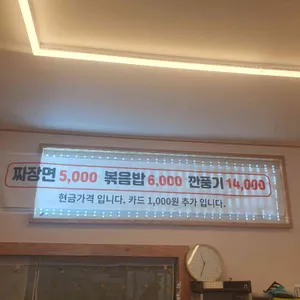 짜장면 5,000 볶음밥 6,000 깐풍기 14,000
현금가격 입니다. 카드 1,000원 추가 입니다.